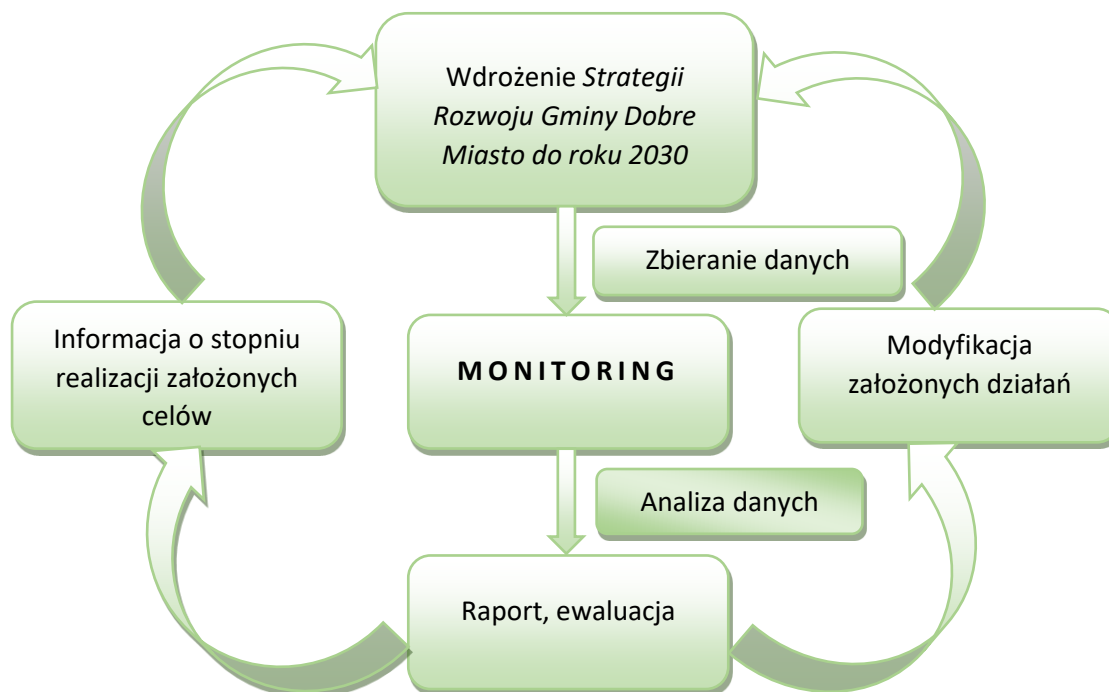 Wdrożenie Strategii
Rozwoju Gminy Dobre
Miasto do roku 2030
Zbieranie danych
Informacja o stopniu
realizacji założonych
celów
MONITORING
Modyfikacja
założonych działań
Analiza danych
Raport, ewaluacja